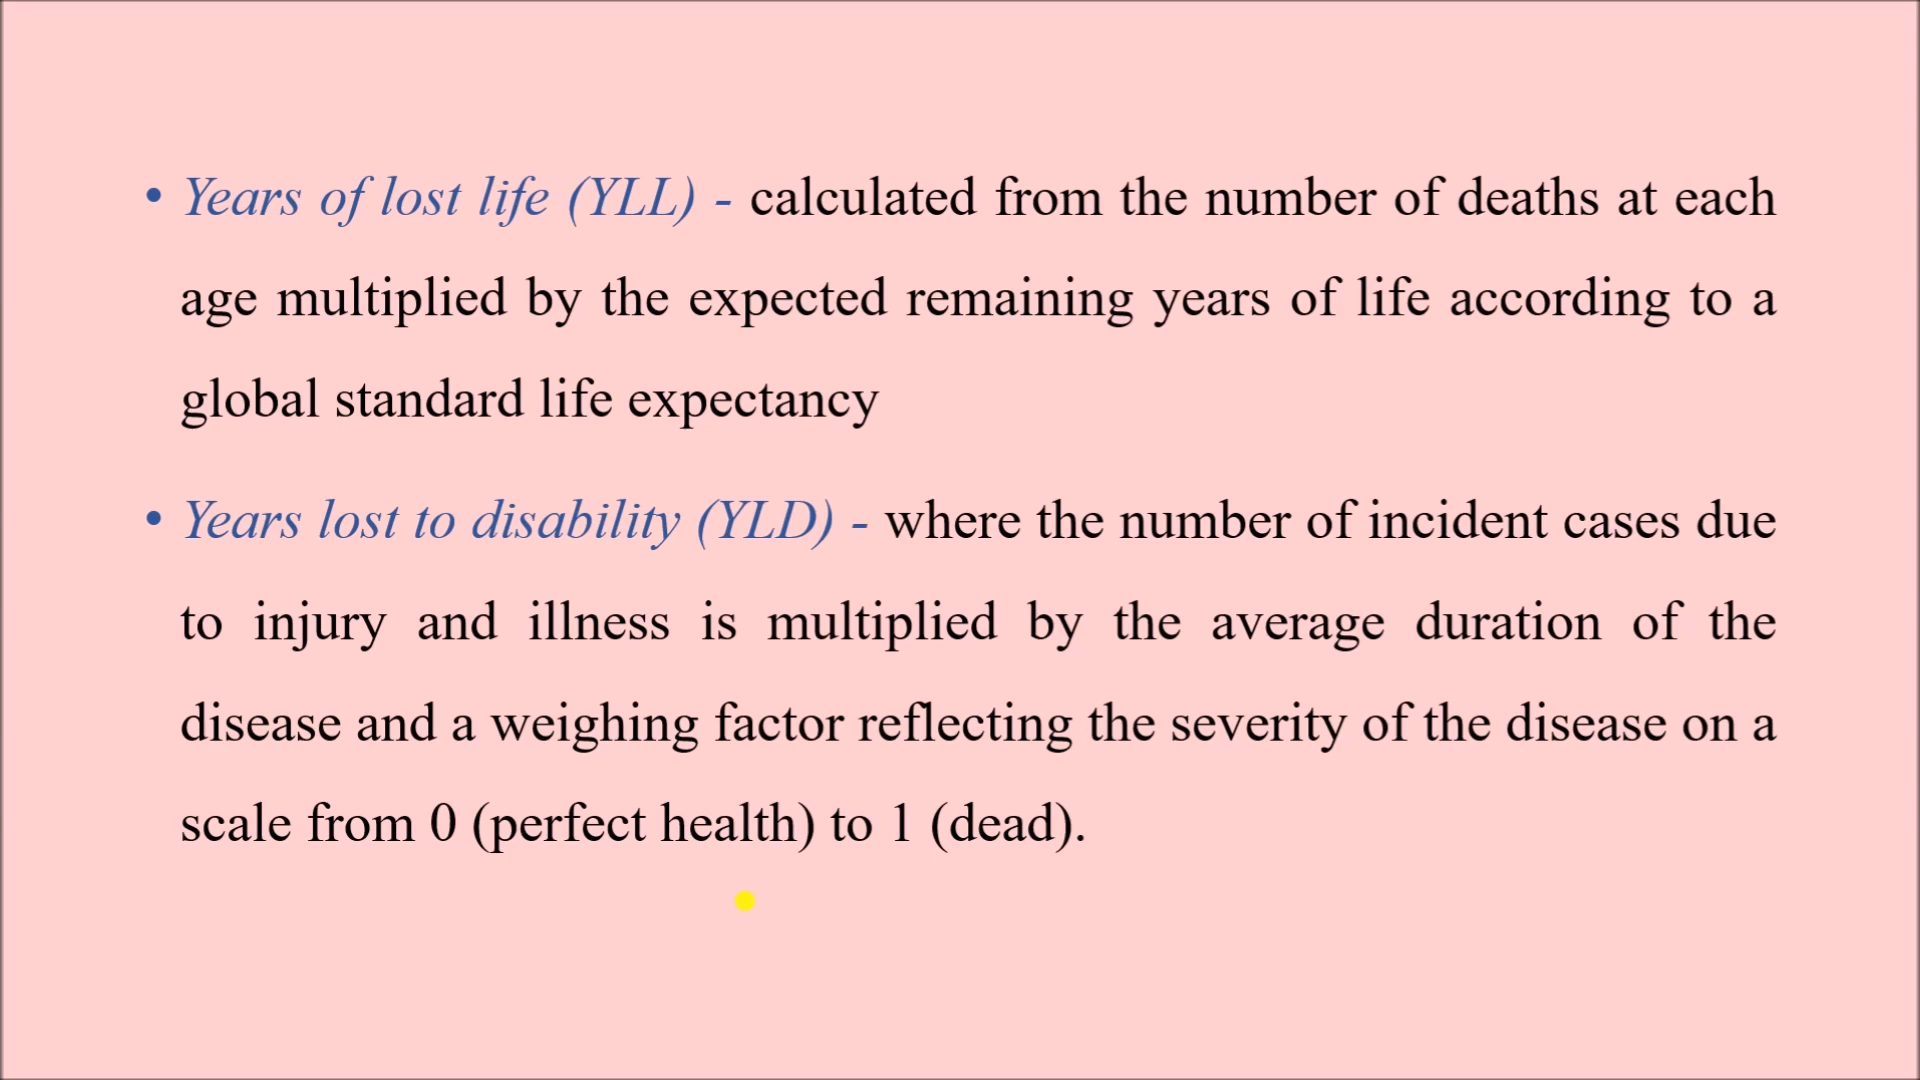 • Years of lost life (YLL) - calculated from the number of deaths at each
age multiplied by the expected remaining years of life according to a
global standard life expectancy
• Years lost to disability (YLD) - where the number of incident cases due
to injury and illness is multiplied by the average duration of the
disease and a weighing factor reflecting the severity of the disease on a
scale from 0 (perfect health) to 1 (dead).